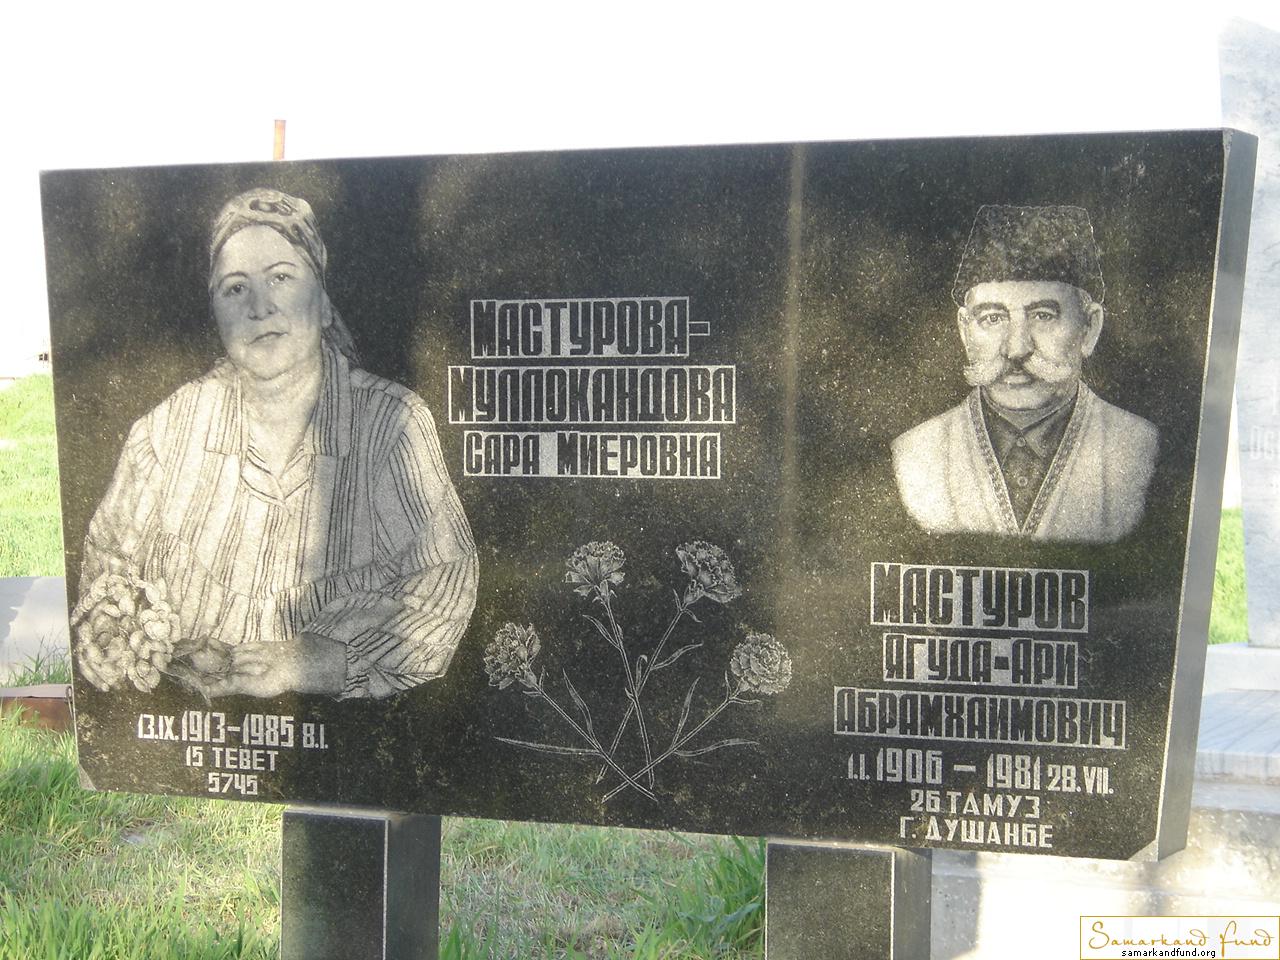 МАСТУРОВА-
МУЛЛОКАНДОВА
САРА МИЕРОВНА
13.IX.1913-1985 8.I.
15 ТЕВЕТ
5745
МАСТУРОВ
ЯГУДА-АРИ
АБРАМХАИМОВИЧ
1.I. 1906 - 1981 28.VII.
26 ТАМУЗ
Г. ДУШАНБЕ
Samarkand fund
samarkandfund.org